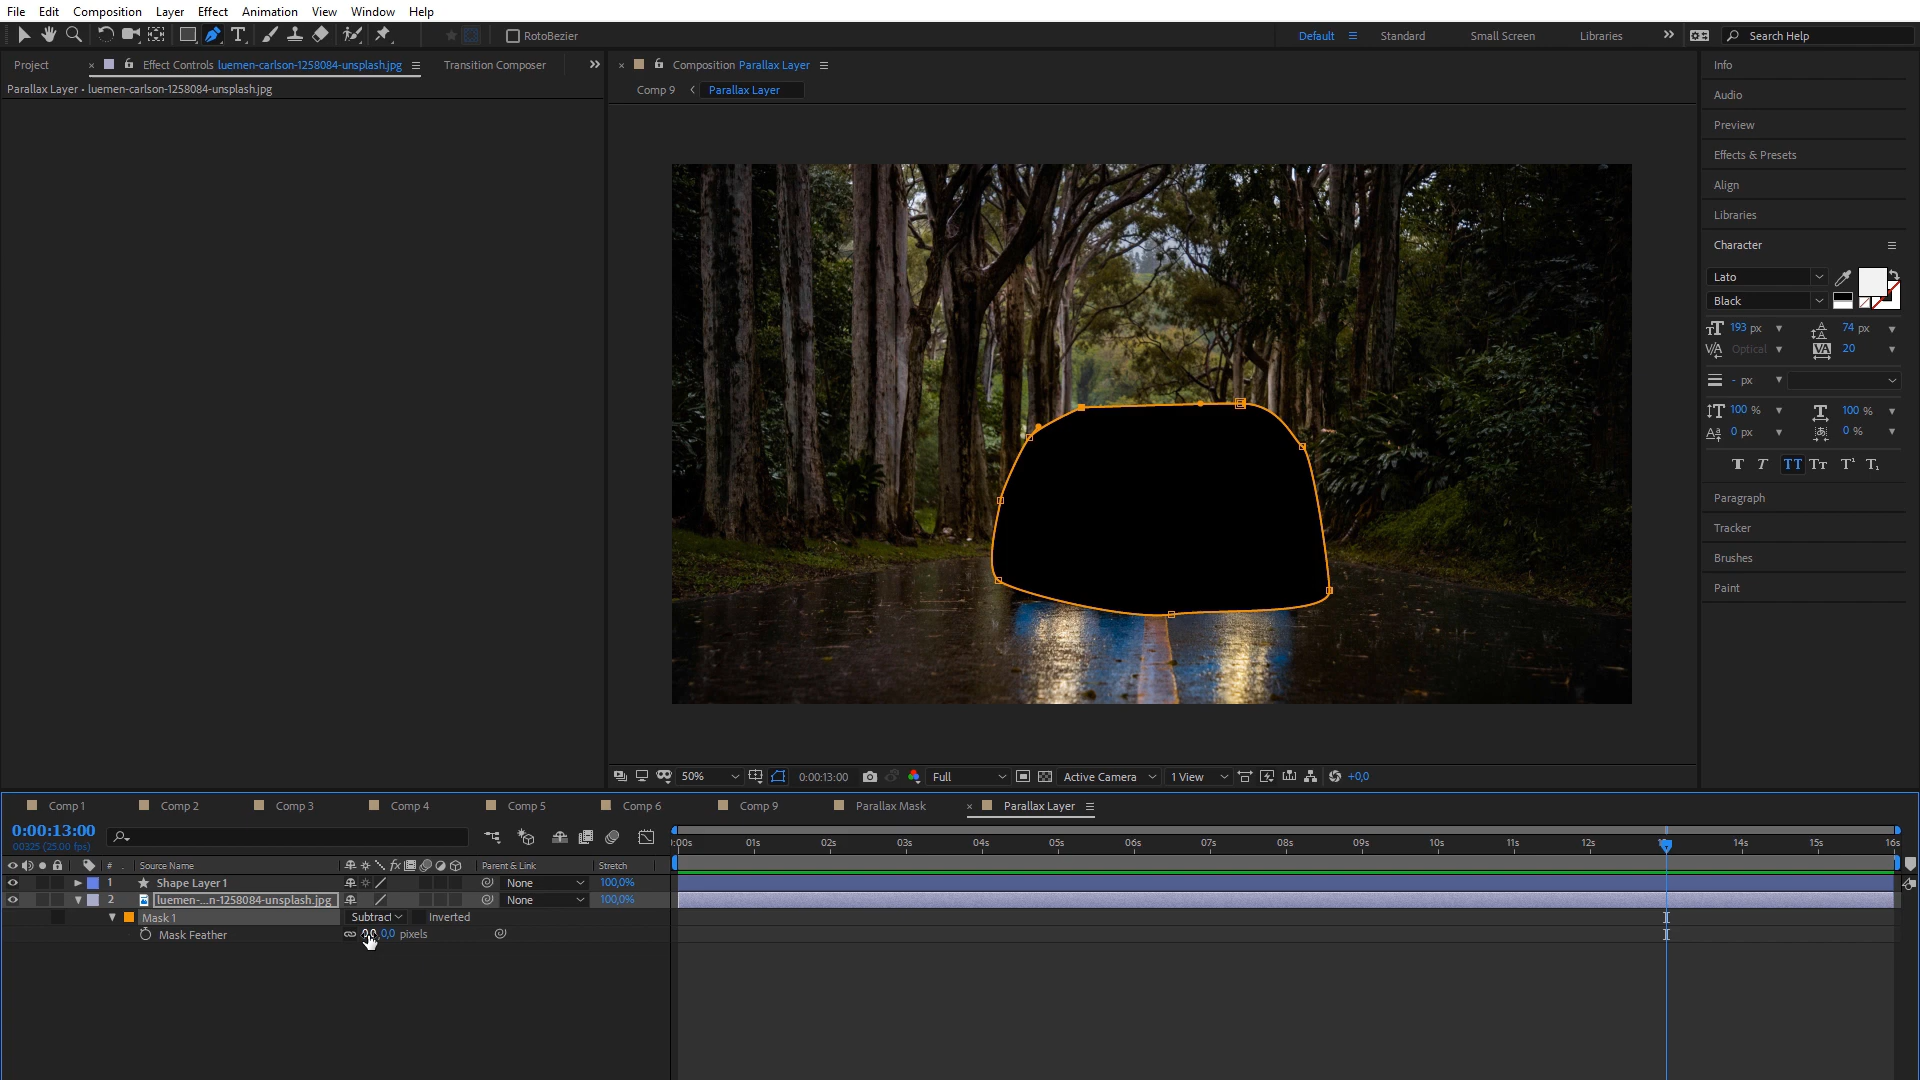 File Edit Composition Layer Effect Animation View Window Help
RotoBezier
Default Standard Small Screen Libraries Search Help
Project × Effect Controls luemen-carlson-1258084-unsplash.jpg Transition Composer
Parallax Layer • luemen-carlson-1258084-unsplash.jpg
× Composition Parallax Layer
Comp 9 Parallax Layer
Info
Audio
Preview
Effects & Presets
Align
Libraries
Character
Lato
Black
193 px 74 px
Optical 20
- px
100 % 100 %
0 px 0 %
Paragraph
Tracker
Brushes
Paint
50% 0:00:13:00 Full Active Camera 1 View +0,0
Comp 1 Comp 2 Comp 3 Comp 4 Comp 5 Comp 6 Comp 9 Parallax Mask × Parallax Layer
0:00:13:00
00325 (25.00 fps)
:00s 01s 02s 03s 04s 05s 06s 07s 08s 09s 10s 11s 12s 14s 15s 16s
# Source Name fx Parent & Link Stretch
1 Shape Layer 1 None 100,0%
2 [luemen-...n-1258084-unsplash.jpg] None 100,0%
Mask 1 Subtract Inverted
Mask Feather 0,0 pixels